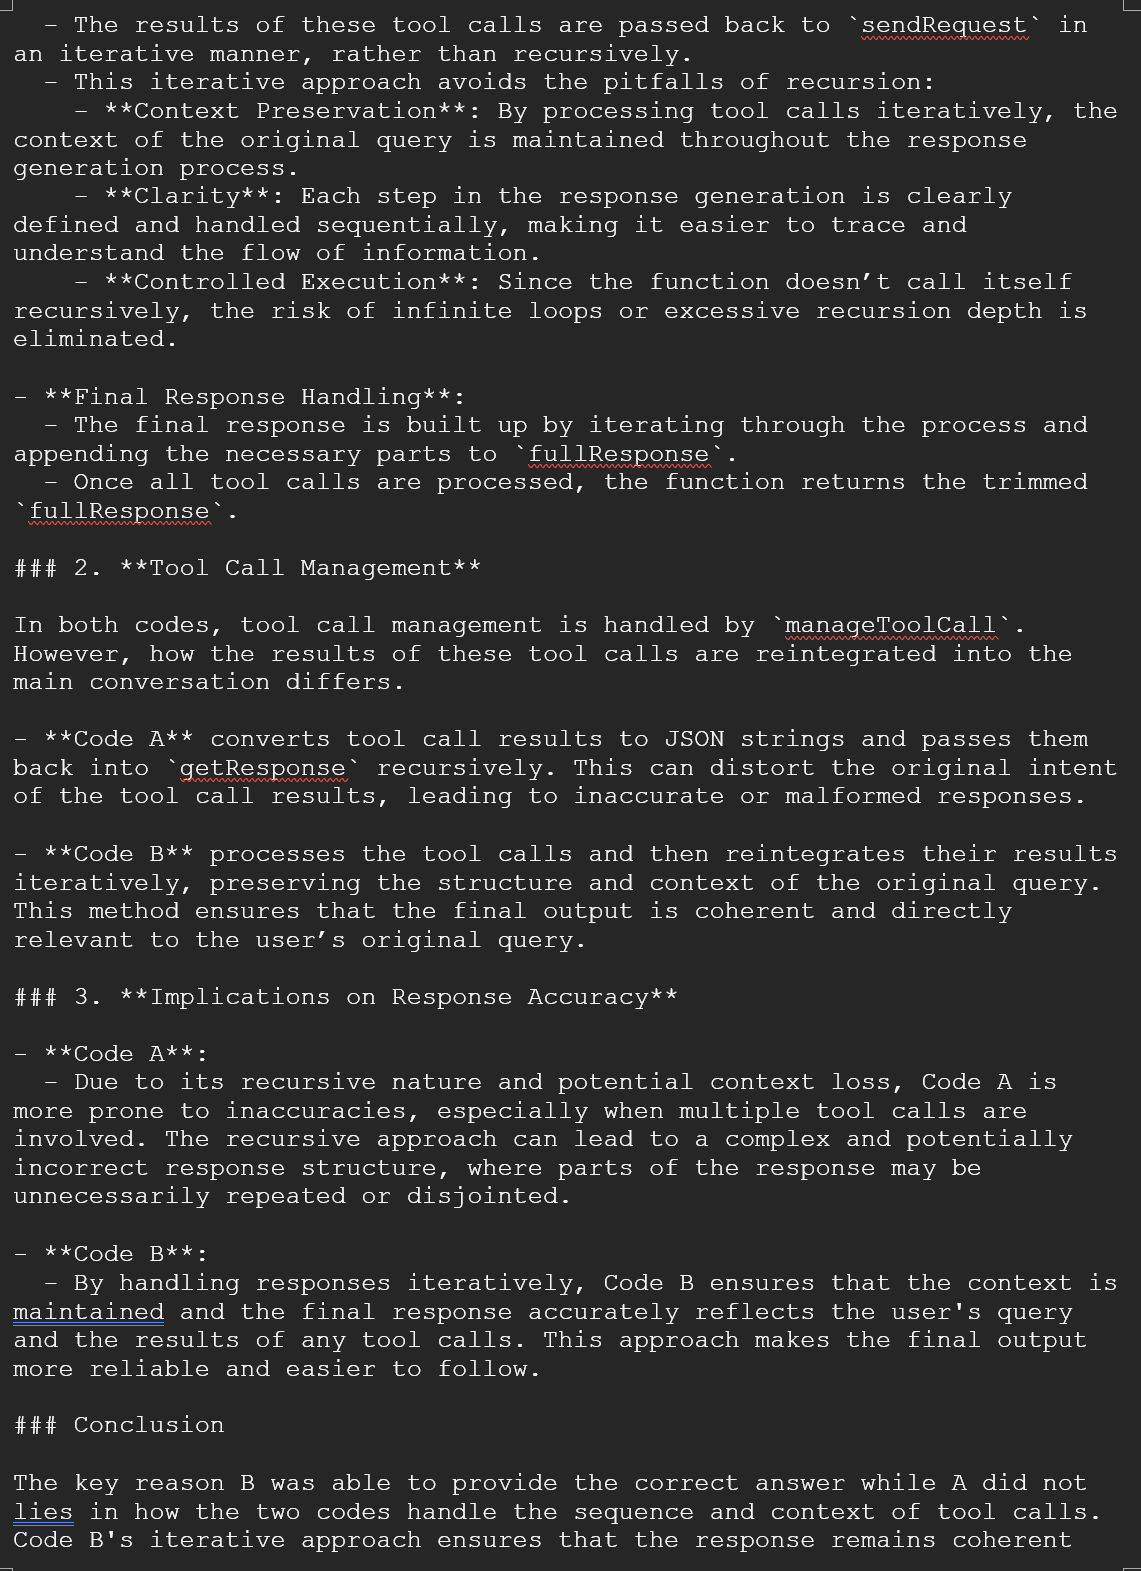 - The results of these tool calls are passed back to `sendRequest` in
an iterative manner, rather than recursively.
  - This iterative approach avoids the pitfalls of recursion:
    - **Context Preservation**: By processing tool calls iteratively, the
context of the original query is maintained throughout the response
generation process.
    - **Clarity**: Each step in the response generation is clearly
defined and handled sequentially, making it easier to trace and
understand the flow of information.
    - **Controlled Execution**: Since the function doesn’t call itself
recursively, the risk of infinite loops or excessive recursion depth is
eliminated.

- **Final Response Handling**:
  - The final response is built up by iterating through the process and
appending the necessary parts to `fullResponse`.
  - Once all tool calls are processed, the function returns the trimmed
`fullResponse`.

### 2. **Tool Call Management**

In both codes, tool call management is handled by `manageToolCall`.
However, how the results of these tool calls are reintegrated into the
main conversation differs.

- **Code A** converts tool call results to JSON strings and passes them
back into `getResponse` recursively. This can distort the original intent
of the tool call results, leading to inaccurate or malformed responses.

- **Code B** processes the tool calls and then reintegrates their results
iteratively, preserving the structure and context of the original query.
This method ensures that the final output is coherent and directly
relevant to the user’s original query.

### 3. **Implications on Response Accuracy**

- **Code A**:
  - Due to its recursive nature and potential context loss, Code A is
more prone to inaccuracies, especially when multiple tool calls are
involved. The recursive approach can lead to a complex and potentially
incorrect response structure, where parts of the response may be
unnecessarily repeated or disjointed.

- **Code B**:
  - By handling responses iteratively, Code B ensures that the context is
maintained and the final response accurately reflects the user's query
and the results of any tool calls. This approach makes the final output
more reliable and easier to follow.

### Conclusion

The key reason B was able to provide the correct answer while A did not
lies in how the two codes handle the sequence and context of tool calls.
Code B's iterative approach ensures that the response remains coherent